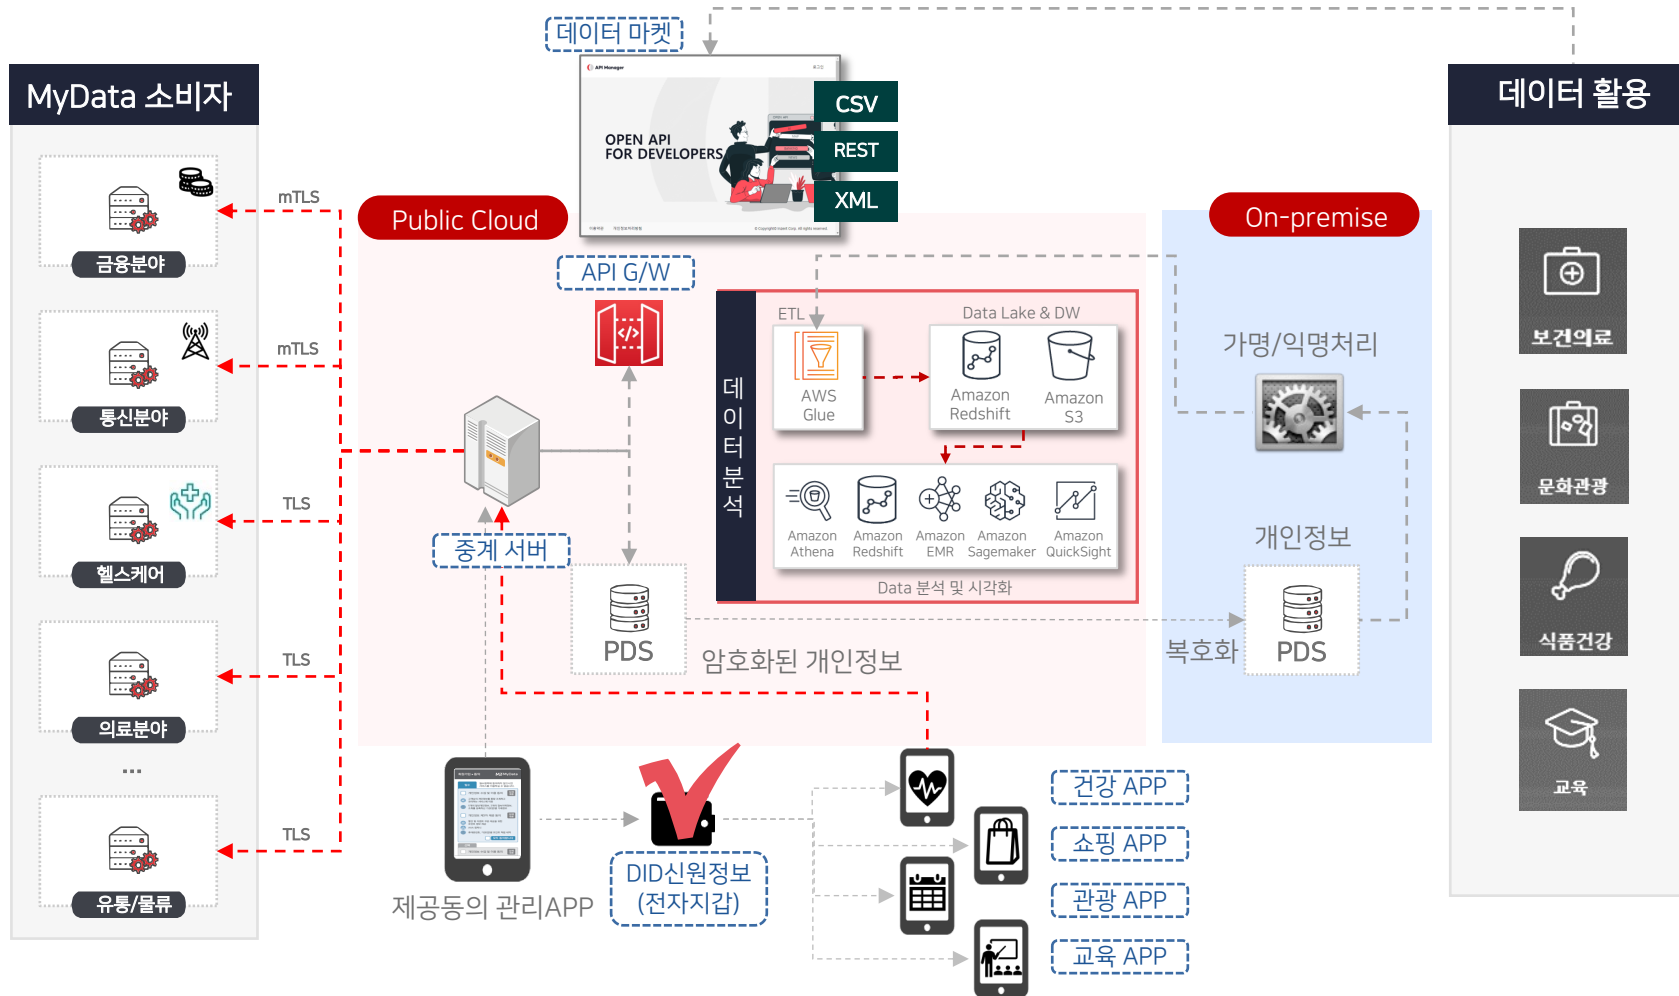 데이터 마켓
MyData 소비자
데이터 활용
API Manager
로그인
OPEN API
FOR DEVELOPERS
CSV
REST
XML
금융분야
mTLS
통신분야
mTLS
헬스케어
TLS
의료분야
TLS
...
유통/물류
TLS
Public Cloud
API G/W
중계 서버
PDS
암호화된 개인정보
데이터분석
ETL
AWS
Glue
Data Lake & DW
Amazon
Redshift
Amazon
S3
Amazon
Athena
Amazon
Redshift
Amazon
EMR
Amazon
Sagemaker
Amazon
QuickSight
Data 분석 및 시각화
On-premise
가명/익명처리
개인정보
복호화
PDS
보건의료
문화관광
식품건강
교육
MyData
제공동의 관리APP
DID신원정보
(전자지갑)
건강 APP
쇼핑 APP
관광 APP
교육 APP